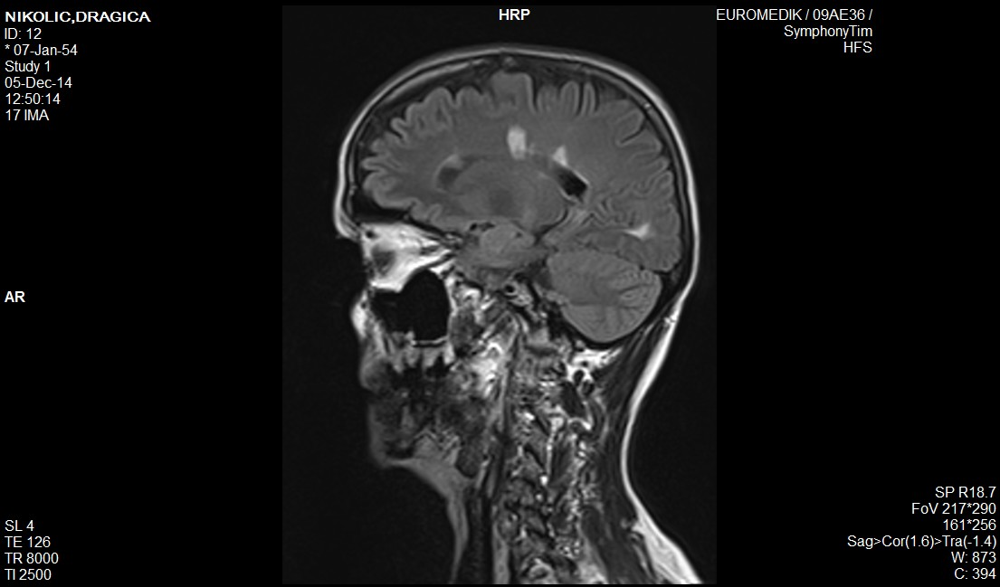 NIKOLIC,DRAGICA
ID: 12
* 07-Jan-54
Study 1
05-Dec-14
12:50:14
17 IMA
HRP
EUROMEDIK / 09AE36 /
SymphonyTim
HFS
AR
SL 4
TE 126
TR 8000
TI 2500
SP R18.7
FoV 217*290
161*256
Sag>Cor(1.6)>Tra(-1.4)
W: 873
C: 394